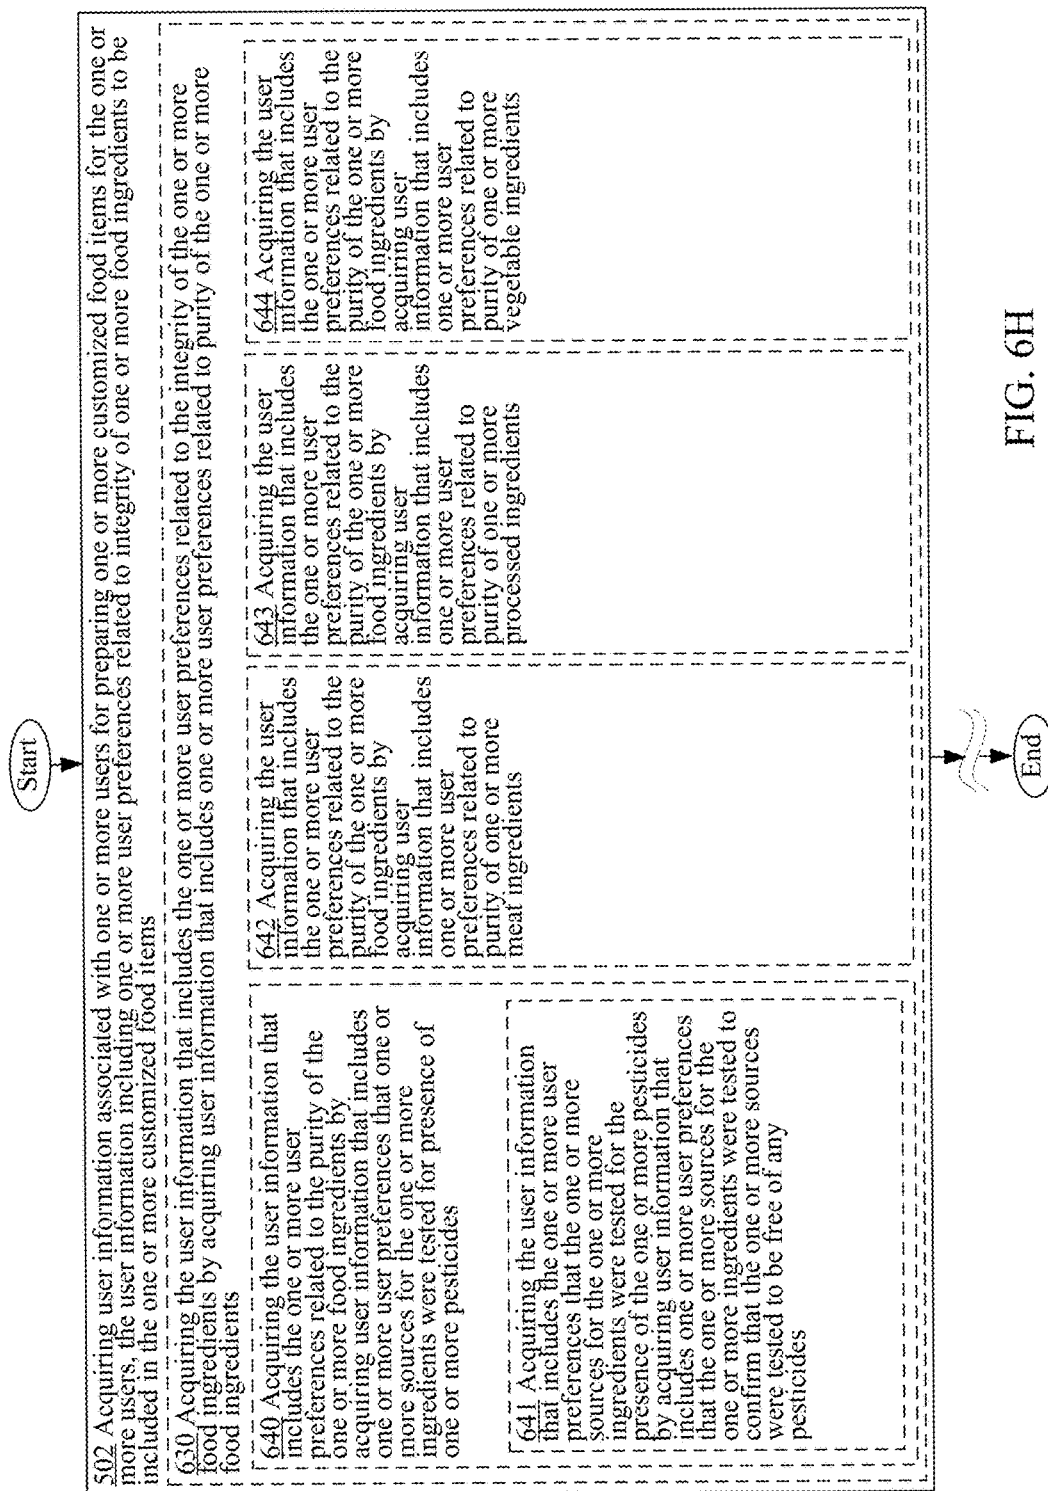 Start
502 Acquiring user information associated with one or more users for preparing one or more customized food items for the one or
more users, the user information including one or more user preferences related to integrity of one or more food ingredients to be
included in the one or more customized food items
630 Acquiring the user information that includes the one or more user preferences related to the integrity of the one or more
food ingredients by acquiring user information that includes one or more user preferences related to purity of the one or more
food ingredients
640 Acquiring the user information that
includes the one or more user
preferences related to the purity of the
one or more food ingredients by
acquiring user information that includes
one or more user preferences that one or
more sources for the one or more
ingredients were tested for presence of
one or more pesticides
641 Acquiring the user information
that includes the one or more user
preferences that the one or more
sources for the one or more
ingredients were tested for the
presence of the one or more pesticides
by acquiring user information that
includes one or more user preferences
that the one or more sources for the
one or more ingredients were tested to
confirm that the one or more sources
were tested to be free of any
pesticides
642 Acquiring the user
information that includes
the one or more user
preferences related to the
purity of the one or more
food ingredients by
acquiring user
information that includes
one or more user
preferences related to
purity of one or more
meat ingredients
643 Acquiring the user
information that includes
the one or more user
preferences related to the
purity of the one or more
food ingredients by
acquiring user
information that includes
one or more user
preferences related to
purity of one or more
processed ingredients
644 Acquiring the user
information that includes
the one or more user
preferences related to the
purity of the one or more
food ingredients by
acquiring user
information that includes
one or more user
preferences related to
purity of one or more
vegetable ingredients
End
FIG. 6H